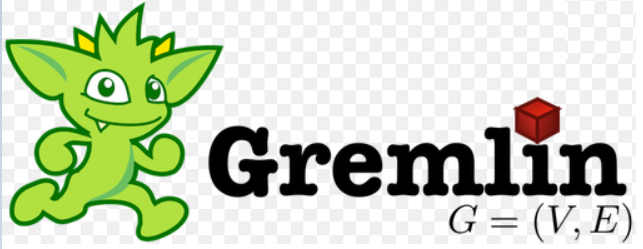 Gremlin
G = (V, E)